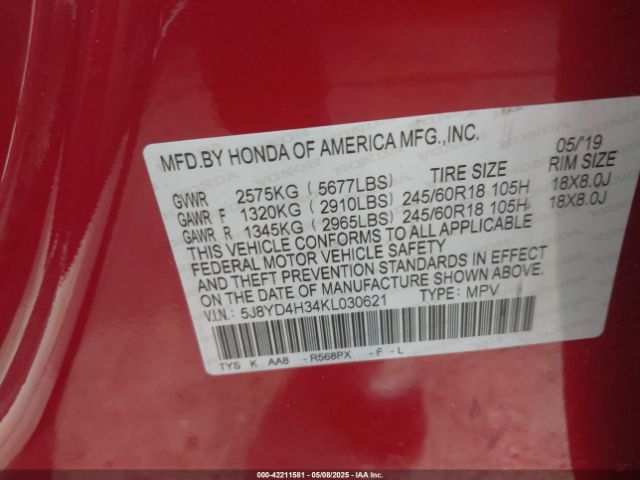 MFD.BY HONDA OF AMERICA MFG.,INC. 05/'19
TIRE SIZE RIM SIZE
GVWR 2575KG (5677LBS)
GAWR F 1320KG (2910LBS) 245/60R18 105H 18X8.0J
GAWR R 1345KG (2965LBS) 245/60R18 105H 18X8.0J
THIS VEHICLE CONFORMS TO ALL APPLICABLE
FEDERAL MOTOR VEHICLE SAFETY
AND THEFT PREVENTION STANDARDS IN EFFECT
ON THE DATE OF MANUFACTURE SHOWN ABOVE.
V.I.N.: 5J8YD4H34KL030621 TYPE: MPV
TYS K AA8 -R568PX -F -L
000-42211581 - 05/08/2025 - IAA Inc.